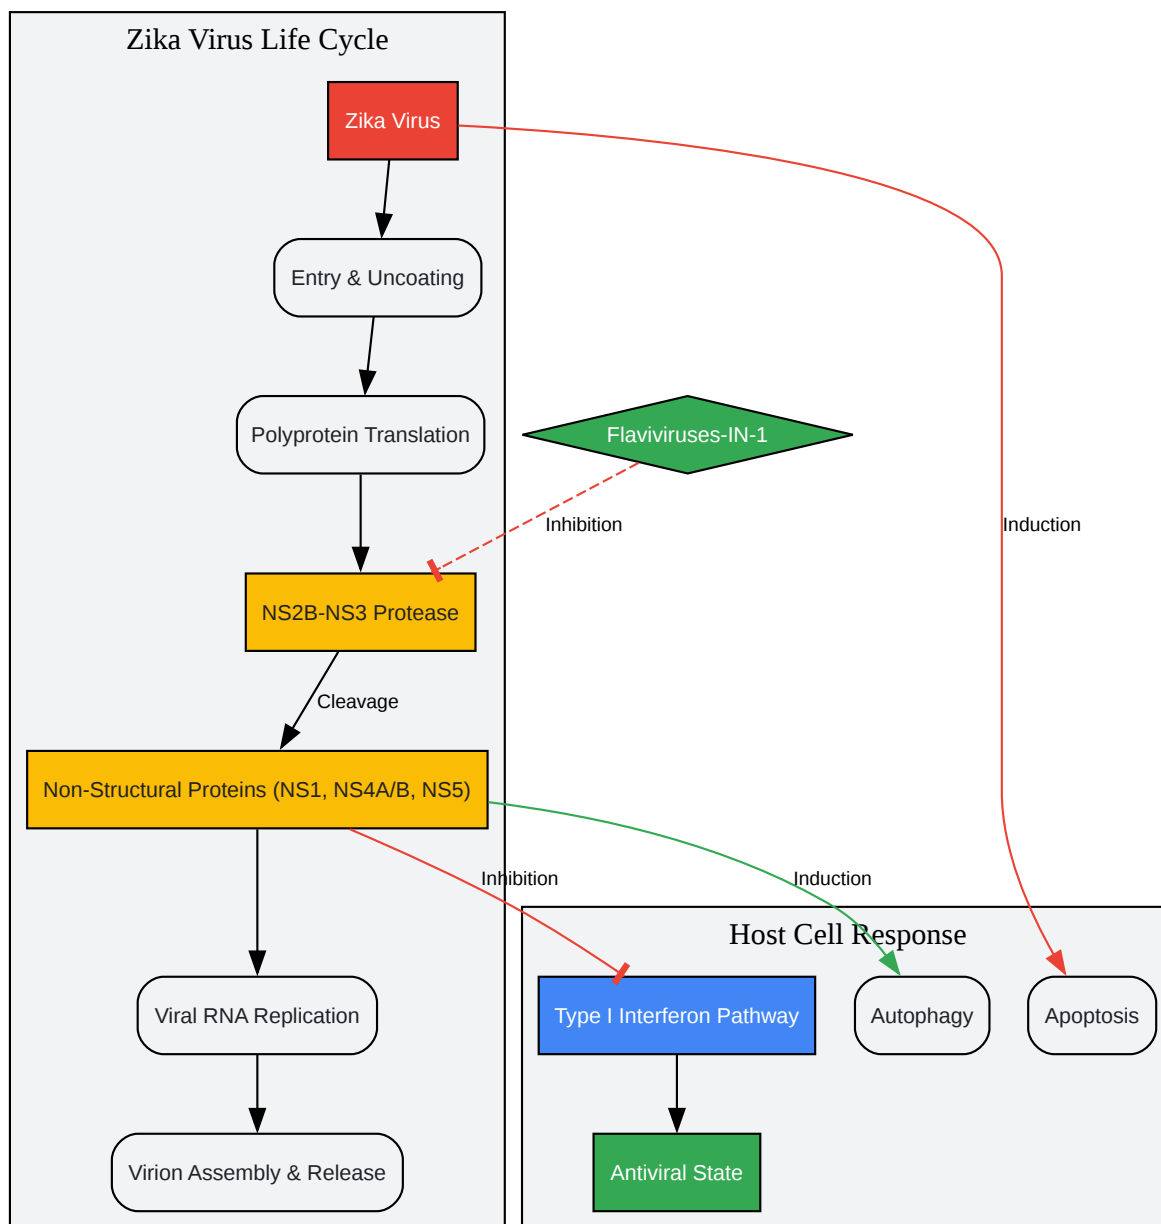 Zika Virus Life Cycle
Zika Virus
Entry & Uncoating
Polyprotein Translation
Flaviviruses-IN-1
Inhibition
Induction
NS2B-NS3 Protease
Cleavage
Non-Structural Proteins (NS1, NS4A/B, NS5)
Inhibition
Induction
Host Cell Response
Viral RNA Replication
Type I Interferon Pathway
Autophagy
Apoptosis
Virion Assembly & Release
Antiviral State